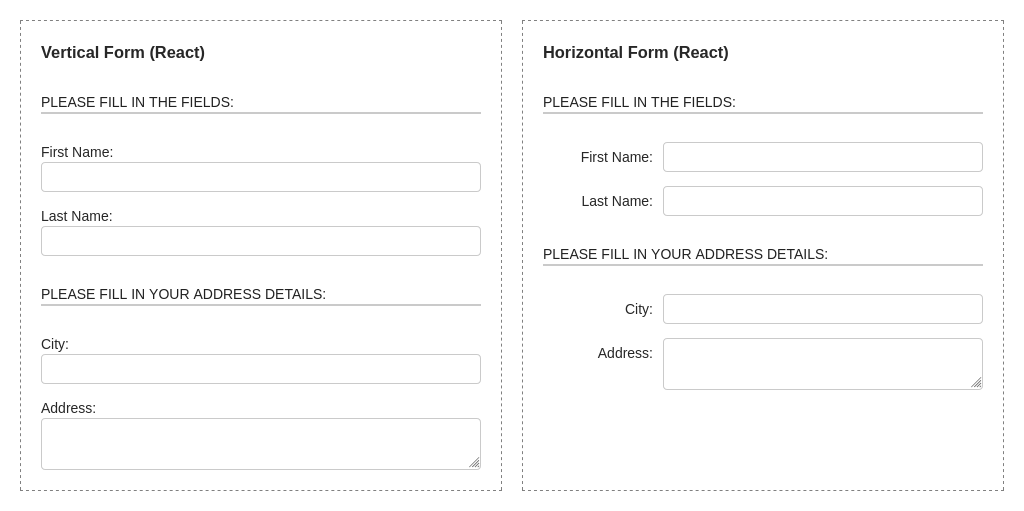 Vertical Form (React)
PLEASE FILL IN THE FIELDS:
First Name:
Last Name:
PLEASE FILL IN YOUR ADDRESS DETAILS:
City:
Address:
Horizontal Form (React)
PLEASE FILL IN THE FIELDS:
First Name:
Last Name:
PLEASE FILL IN YOUR ADDRESS DETAILS:
City:
Address: